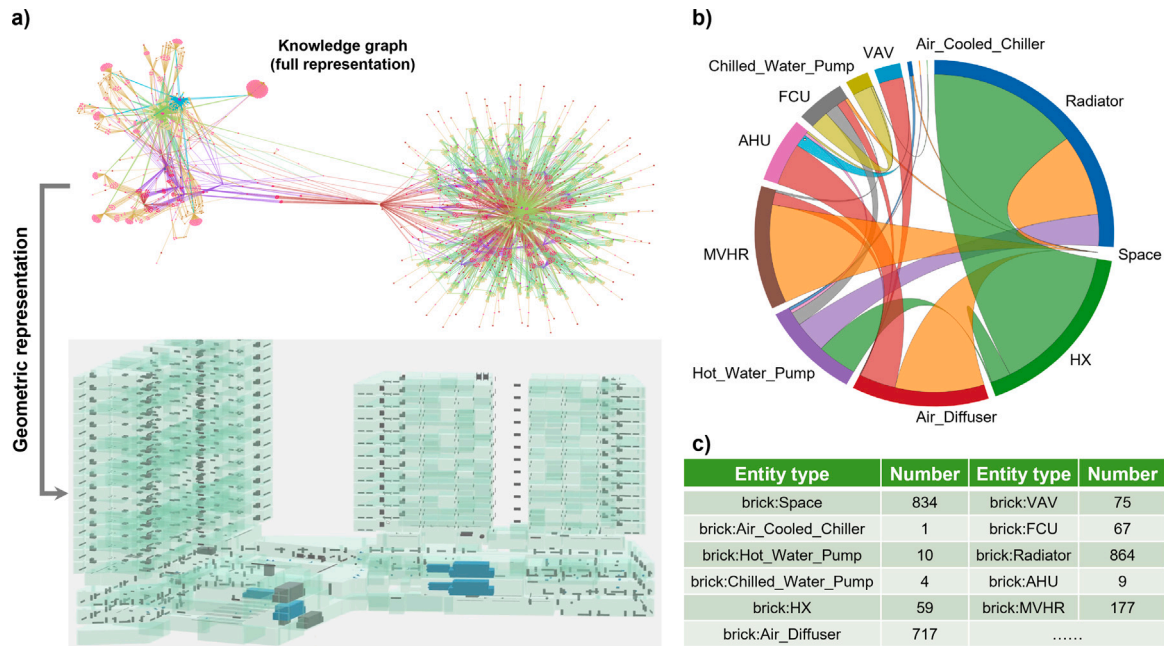 a)
Knowledge graph
(full representation)
Geometric representation
b)
Air_Cooled_Chiller
VAV
Chilled_Water_Pump
FCU
Radiator
AHU
MVHR
Space
Hot_Water_Pump
HX
Air_Diffuser
c)
Entity type Number Entity type Number
brick:Space 834 brick:VAV 75
brick:Air_Cooled_Chiller 1 brick:FCU 67
brick:Hot_Water_Pump 10 brick:Radiator 864
brick:Chilled_Water_Pump 4 brick:AHU 9
brick:HX 59 brick:MVHR 177
brick:Air_Diffuser 717 ......